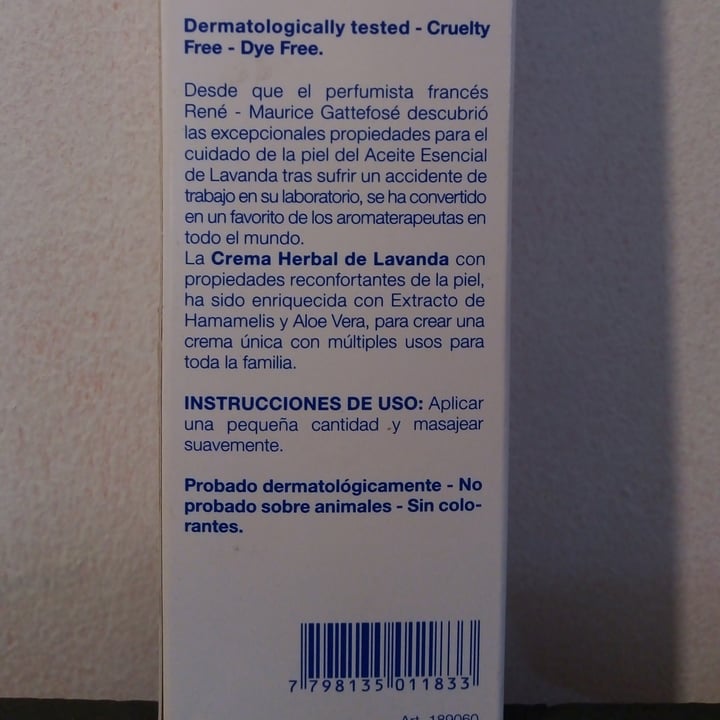 Dermatologically tested - Cruelty
Free - Dye Free.
Desde que el perfumista francés
René - Maurice Gattefosé descubrió
las excepcionales propiedades para el
cuidado de la piel del Aceite Esencial
de Lavanda tras sufrir un accidente de
trabajo en su laboratorio, se ha convertido
en un favorito de los aromaterapeutas en
todo el mundo.
La Crema Herbal de Lavanda con
propiedades reconfortantes de la piel,
ha sido enriquecida con Extracto de
Hamamelis y Aloe Vera, para crear una
crema única con múltiples usos para
toda la familia.
INSTRUCCIONES DE USO: Aplicar
una pequeña cantidad y masajear
suavemente.
Probado dermatológicamente - No
probado sobre animales - Sin colo-
rantes.
7 798135 011833
Art. 189060